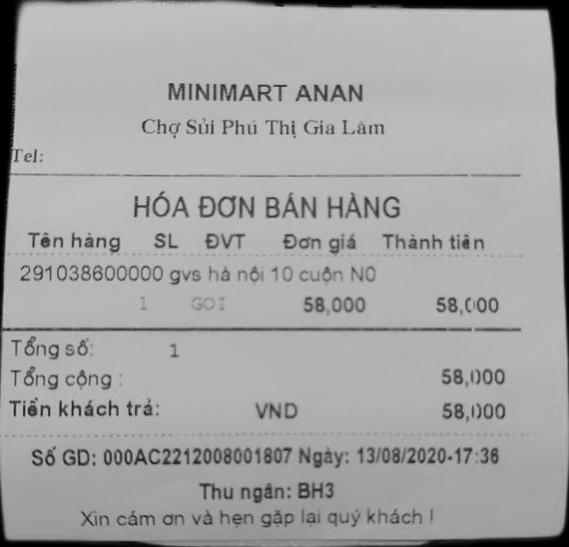 MINIMART ANAN
Chợ Sủi Phú Thị Gia Lâm
Tel:
HÓA ĐƠN BÁN HÀNG
Tên hàng SL ĐVT Đơn giá Thành tiền
291038600000 gvs hà nội 10 cuộn N0
1 GOI 58,000 58,000
Tổng số: 1
Tổng cộng : 58,000
Tiền khách trả: VND 58,000
Số GD: 000AC2212008001807 Ngày: 13/08/2020-17:36
Thu ngân: BH3
Xin cám ơn và hẹn gặp lại quý khách !